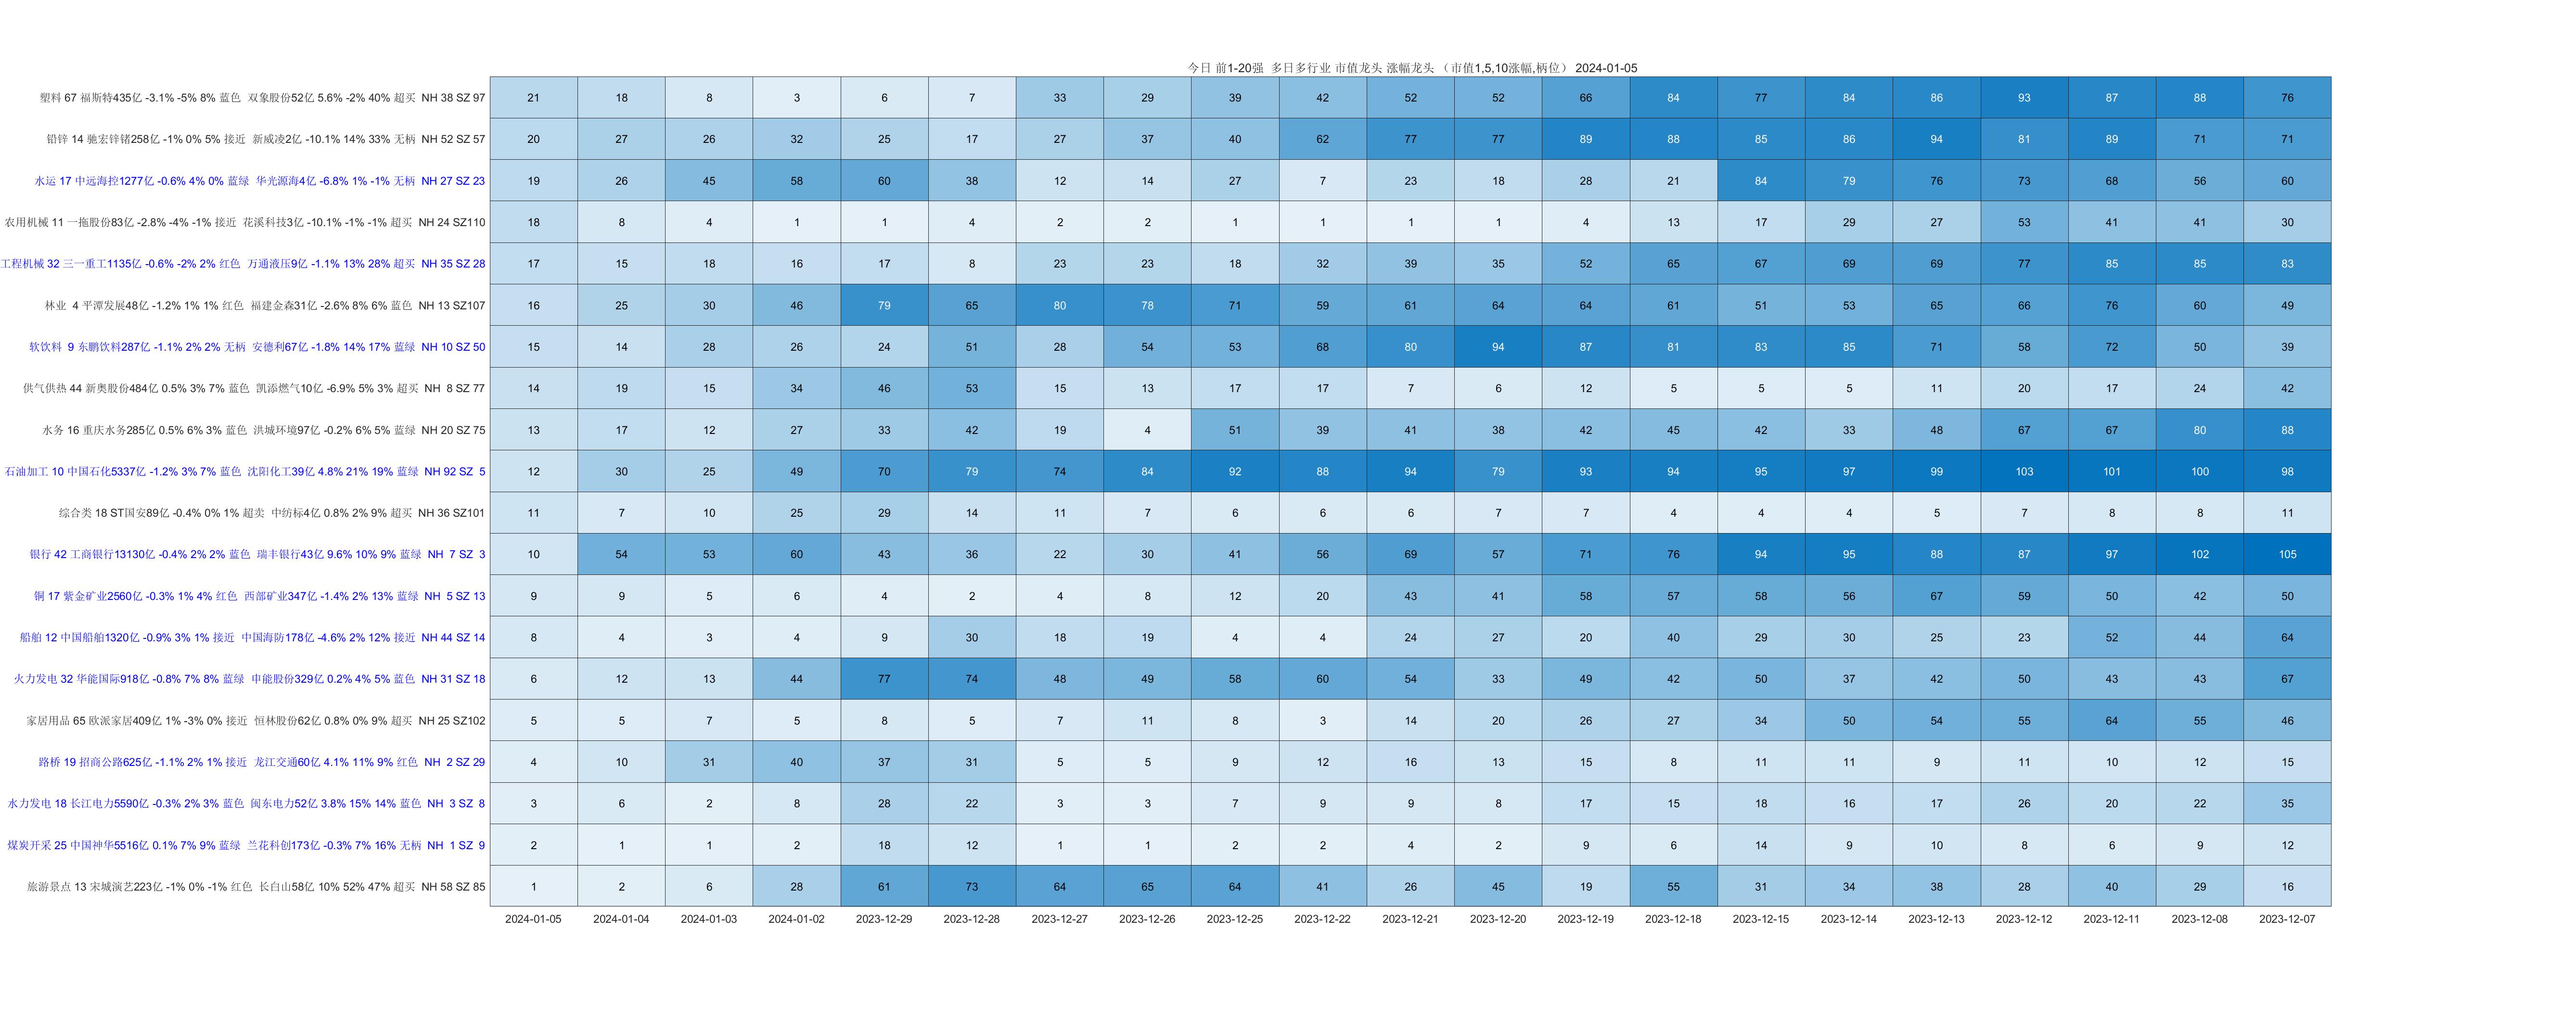 今日 前1-20强 多日多行业 市值龙头 涨幅龙头 （市值1,5,10涨幅,柄位） 2024-01-05
塑料 67 福斯特435亿 -3.1% -5% 8% 蓝色 双象股份52亿 5.6% -2% 40% 超买 NH 38 SZ 97 21 18 8 3 6 7 33 29 39 42 52 52 66 84 77 84 86 93 87 88 76
铅锌 14 驰宏锌锗258亿 -1% 0% 5% 接近 新威凌2亿 -10.1% 14% 33% 无柄 NH 52 SZ 57 20 27 26 32 25 17 27 37 40 62 77 77 89 88 85 86 94 81 89 71 71
水运 17 中远海控1277亿 -0.6% 4% 0% 蓝绿 华光源海4亿 -6.8% 1% -1% 无柄 NH 27 SZ 23 19 26 45 58 60 38 12 14 27 7 23 18 28 21 84 79 76 73 68 56 60
农用机械 11 一拖股份83亿 -2.8% -4% -1% 接近 花溪科技3亿 -10.1% -1% -1% 超买 NH 24 SZ110 18 8 4 1 1 4 2 2 1 1 1 1 4 13 17 29 27 53 41 41 30
工程机械 32 三一重工1135亿 -0.6% -2% 2% 红色 万通液压9亿 -1.1% 13% 28% 超买 NH 35 SZ 28 17 15 18 16 17 8 23 23 18 32 39 35 52 65 67 69 69 77 85 85 83
林业 4 平潭发展48亿 -1.2% 1% 1% 红色 福建金森31亿 -2.6% 8% 6% 蓝色 NH 13 SZ107 16 25 30 46 79 65 80 78 71 59 61 64 64 61 51 53 65 66 76 60 49
软饮料 9 东鹏饮料287亿 -1.1% 2% 2% 无柄 安德利67亿 -1.8% 14% 17% 蓝绿 NH 10 SZ 50 15 14 28 26 24 51 28 54 53 68 80 94 87 81 83 85 71 58 72 50 39
供气供热 44 新奥股份484亿 0.5% 3% 7% 蓝色 凯添燃气10亿 -6.9% 5% 3% 超买 NH 8 SZ 77 14 19 15 34 46 53 15 13 17 17 7 6 12 5 5 5 11 20 17 24 42
水务 16 重庆水务285亿 0.5% 6% 3% 蓝色 洪城环境97亿 -0.2% 6% 5% 蓝绿 NH 20 SZ 75 13 17 12 27 33 42 19 4 51 39 41 38 42 45 42 33 48 67 67 80 88
石油加工 10 中国石化5337亿 -1.2% 3% 7% 蓝色 沈阳化工39亿 4.8% 21% 19% 蓝绿 NH 92 SZ 5 12 30 25 49 70 79 74 84 92 88 94 79 93 94 95 97 99 103 101 100 98
综合类 18 ST国安89亿 -0.4% 0% 1% 超卖 中纺标4亿 0.8% 2% 9% 超买 NH 36 SZ101 11 7 10 25 29 14 11 7 6 6 6 7 7 4 4 4 5 7 8 8 11
银行 42 工商银行13130亿 -0.4% 2% 2% 蓝色 瑞丰银行43亿 9.6% 10% 9% 蓝绿 NH 7 SZ 3 10 54 53 60 43 36 22 30 41 56 69 57 71 76 94 95 88 87 97 102 105
铜 17 紫金矿业2560亿 -0.3% 1% 4% 红色 西部矿业347亿 -1.4% 2% 13% 蓝绿 NH 5 SZ 13 9 9 5 6 4 2 4 8 12 20 43 41 58 57 58 56 67 59 50 42 50
船舶 12 中国船舶1320亿 -0.9% 3% 1% 接近 中国海防178亿 -4.6% 2% 12% 接近 NH 44 SZ 14 8 4 3 4 9 30 18 19 4 4 24 27 20 40 29 30 25 23 52 44 64
火力发电 32 华能国际918亿 -0.8% 7% 8% 蓝绿 申能股份329亿 0.2% 4% 5% 蓝色 NH 31 SZ 18 6 12 13 44 77 74 48 49 58 60 54 33 49 42 50 37 42 50 43 43 67
家居用品 65 欧派家居409亿 1% -3% 0% 接近 恒林股份62亿 0.8% 0% 9% 超买 NH 25 SZ102 5 5 7 5 8 5 7 11 8 3 14 20 26 27 34 50 54 55 64 55 46
路桥 19 招商公路625亿 -1.1% 2% 1% 接近 龙江交通60亿 4.1% 11% 9% 红色 NH 2 SZ 29 4 10 31 40 37 31 5 5 9 12 16 13 15 8 11 11 9 11 10 12 15
水力发电 18 长江电力5590亿 -0.3% 2% 3% 蓝色 闽东电力52亿 3.8% 15% 14% 蓝色 NH 3 SZ 8 3 6 2 8 28 22 3 3 7 9 9 8 17 15 18 16 17 26 20 22 35
煤炭开采 25 中国神华5516亿 0.1% 7% 9% 蓝绿 兰花科创173亿 -0.3% 7% 16% 无柄 NH 1 SZ 9 2 1 1 2 18 12 1 1 2 2 4 2 9 6 14 9 10 8 6 9 12
旅游景点 13 宋城演艺223亿 -1% 0% -1% 红色 长白山58亿 10% 52% 47% 超买 NH 58 SZ 85 1 2 6 28 61 73 64 65 64 41 26 45 19 55 31 34 38 28 40 29 16
2024-01-05 2024-01-04 2024-01-03 2024-01-02 2023-12-29 2023-12-28 2023-12-27 2023-12-26 2023-12-25 2023-12-22 2023-12-21 2023-12-20 2023-12-19 2023-12-18 2023-12-15 2023-12-14 2023-12-13 2023-12-12 2023-12-11 2023-12-08 2023-12-07